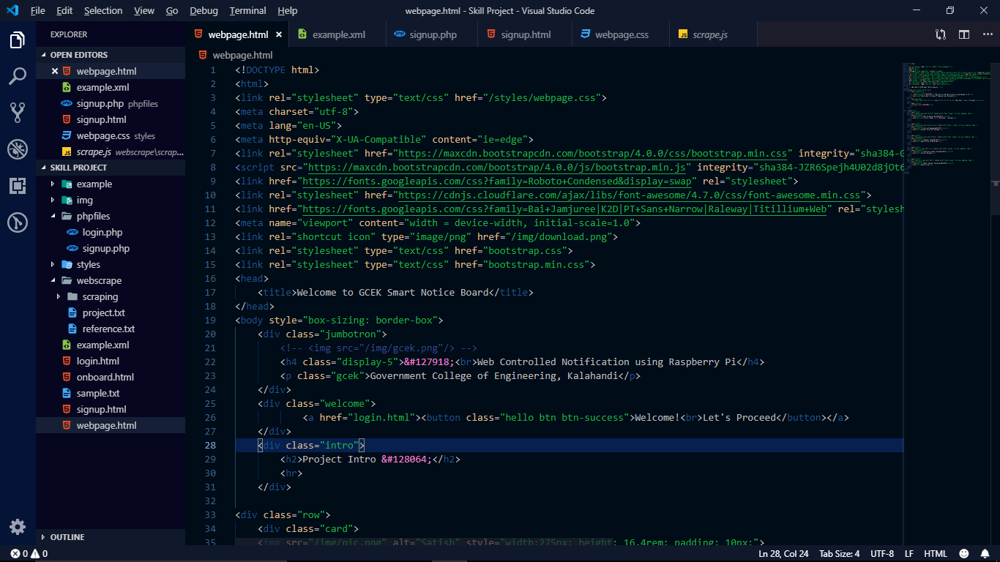 File Edit Selection View Go Debug Terminal Help
webpage.html - Skill Project - Visual Studio Code
EXPLORER
OPEN EDITORS
webpage.html
example.xml
signup.php phpfiles
signup.html
webpage.css styles
scrape.js webscrape\scrap...
SKILL PROJECT
example
img
phpfiles
login.php
signup.php
styles
webscrape
scraping
project.txt
reference.txt
example.xml
login.html
onboard.html
sample.txt
signup.html
webpage.html
OUTLINE
webpage.html example.xml signup.php signup.html webpage.css scrape.js
webpage.html
1 <!DOCTYPE html>
2 <html>
3 <link rel="stylesheet" type="text/css" href="/styles/webpage.css">
4 <meta charset="utf-8">
5 <meta lang="en-US">
6 <meta http-equiv="X-UA-Compatible" content="ie=edge">
7 <link rel="stylesheet" href="https://maxcdn.bootstrapcdn.com/bootstrap/4.0.0/css/bootstrap.min.css" integrity="sha384-G
8 <script src="https://maxcdn.bootstrapcdn.com/bootstrap/4.0.0/js/bootstrap.min.js" integrity="sha384-JZR6Spejh4U02d8jOt6
9 <link href="https://fonts.googleapis.com/css?family=Roboto+Condensed&display=swap" rel="stylesheet">
10 <link rel="stylesheet" href="https://cdnjs.cloudflare.com/ajax/libs/font-awesome/4.7.0/css/font-awesome.min.css">
11 <link href="https://fonts.googleapis.com/css?family=Bai+Jamjuree|K2D|PT+Sans+Narrow|Raleway|Titillium+Web" rel="stylesh
12 <meta name="viewport" content="width = device-width, initial-scale=1.0">
13 <link rel="shortcut icon" type="image/png" href="/img/download.png">
14 <link rel="stylesheet" type="text/css" href="bootstrap.css">
15 <link rel="stylesheet" type="text/css" href="bootstrap.min.css">
16 <head>
17 <title>Welcome to GCEK Smart Notice Board</title>
18 </head>
19 <body style="box-sizing: border-box">
20 <div class="jumbotron">
21 <!-- <img src="/img/gcek.png"/> -->
22 <h4 class="display-5">&#127918;<br>Web Controlled Notification using Raspberry Pi</h4>
23 <p class="gcek">Government College of Engineering, Kalahandi</p>
24 </div>
25 <div class="welcome">
26 <a href="login.html"><button class="hello btn btn-success">Welcome!<br>Let's Proceed</button></a>
27 </div>
28 <div class="intro">
29 <h2>Project Intro &#128064;</h2>
30 <hr>
31 </div>
32
33 <div class="row">
34 <div class="card">
35 <img src="/img/pic.png" alt="Satish" style="width:275px; height: 16.4rem; padding: 10px;">
0 0
Ln 28, Col 24 Tab Size: 4 UTF-8 LF HTML